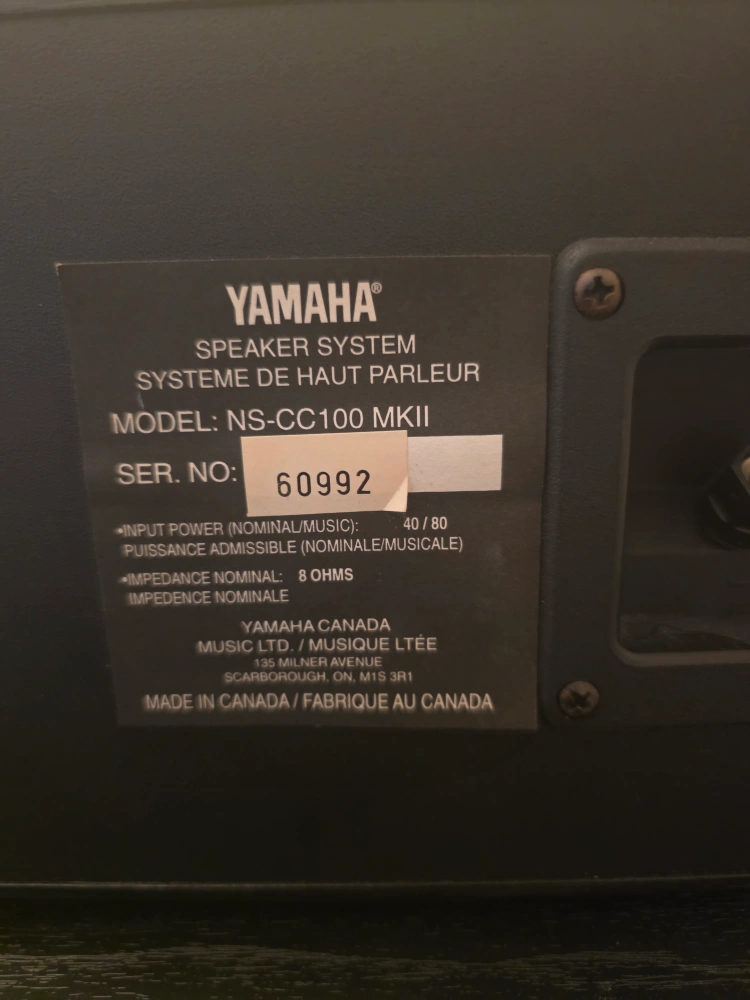 YAMAHA®
SPEAKER SYSTEM
SYSTEME DE HAUT PARLEUR
MODEL: NS-CC100 MKII
SER. NO: 60992
•INPUT POWER (NOMINAL/MUSIC): 40 / 80
PUISSANCE ADMISSIBLE (NOMINALE/MUSICALE)
•IMPEDANCE NOMINAL: 8 OHMS
IMPEDENCE NOMINALE
YAMAHA CANADA
MUSIC LTD. / MUSIQUE LTÉE
135 MILNER AVENUE
SCARBOROUGH, ON, M1S 3R1
MADE IN CANADA / FABRIQUE AU CANADA